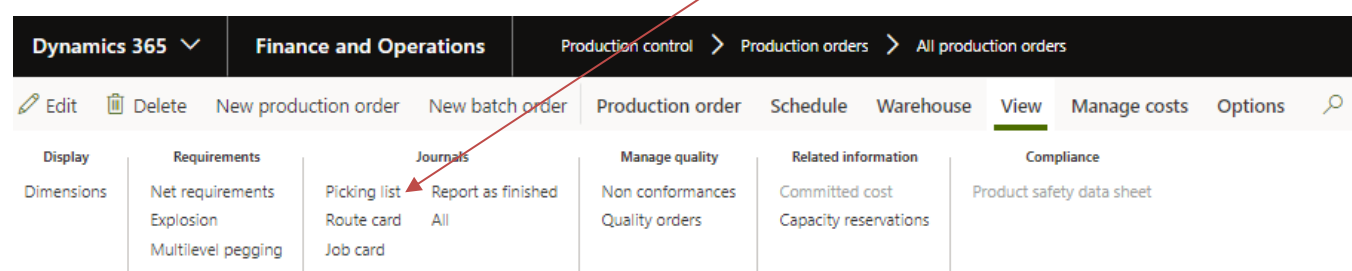 Dynamics 365 Finance and Operations Production control > Production orders > All production orders
Edit Delete New production order New batch order Production order Schedule Warehouse View Manage costs Options
Display Requirements Journals Manage quality Related information Compliance
Dimensions Net requirements Picking list Report as finished Non conformances Committed cost Product safety data sheet
Explosion Route card All Quality orders Capacity reservations
Multilevel pegging Job card